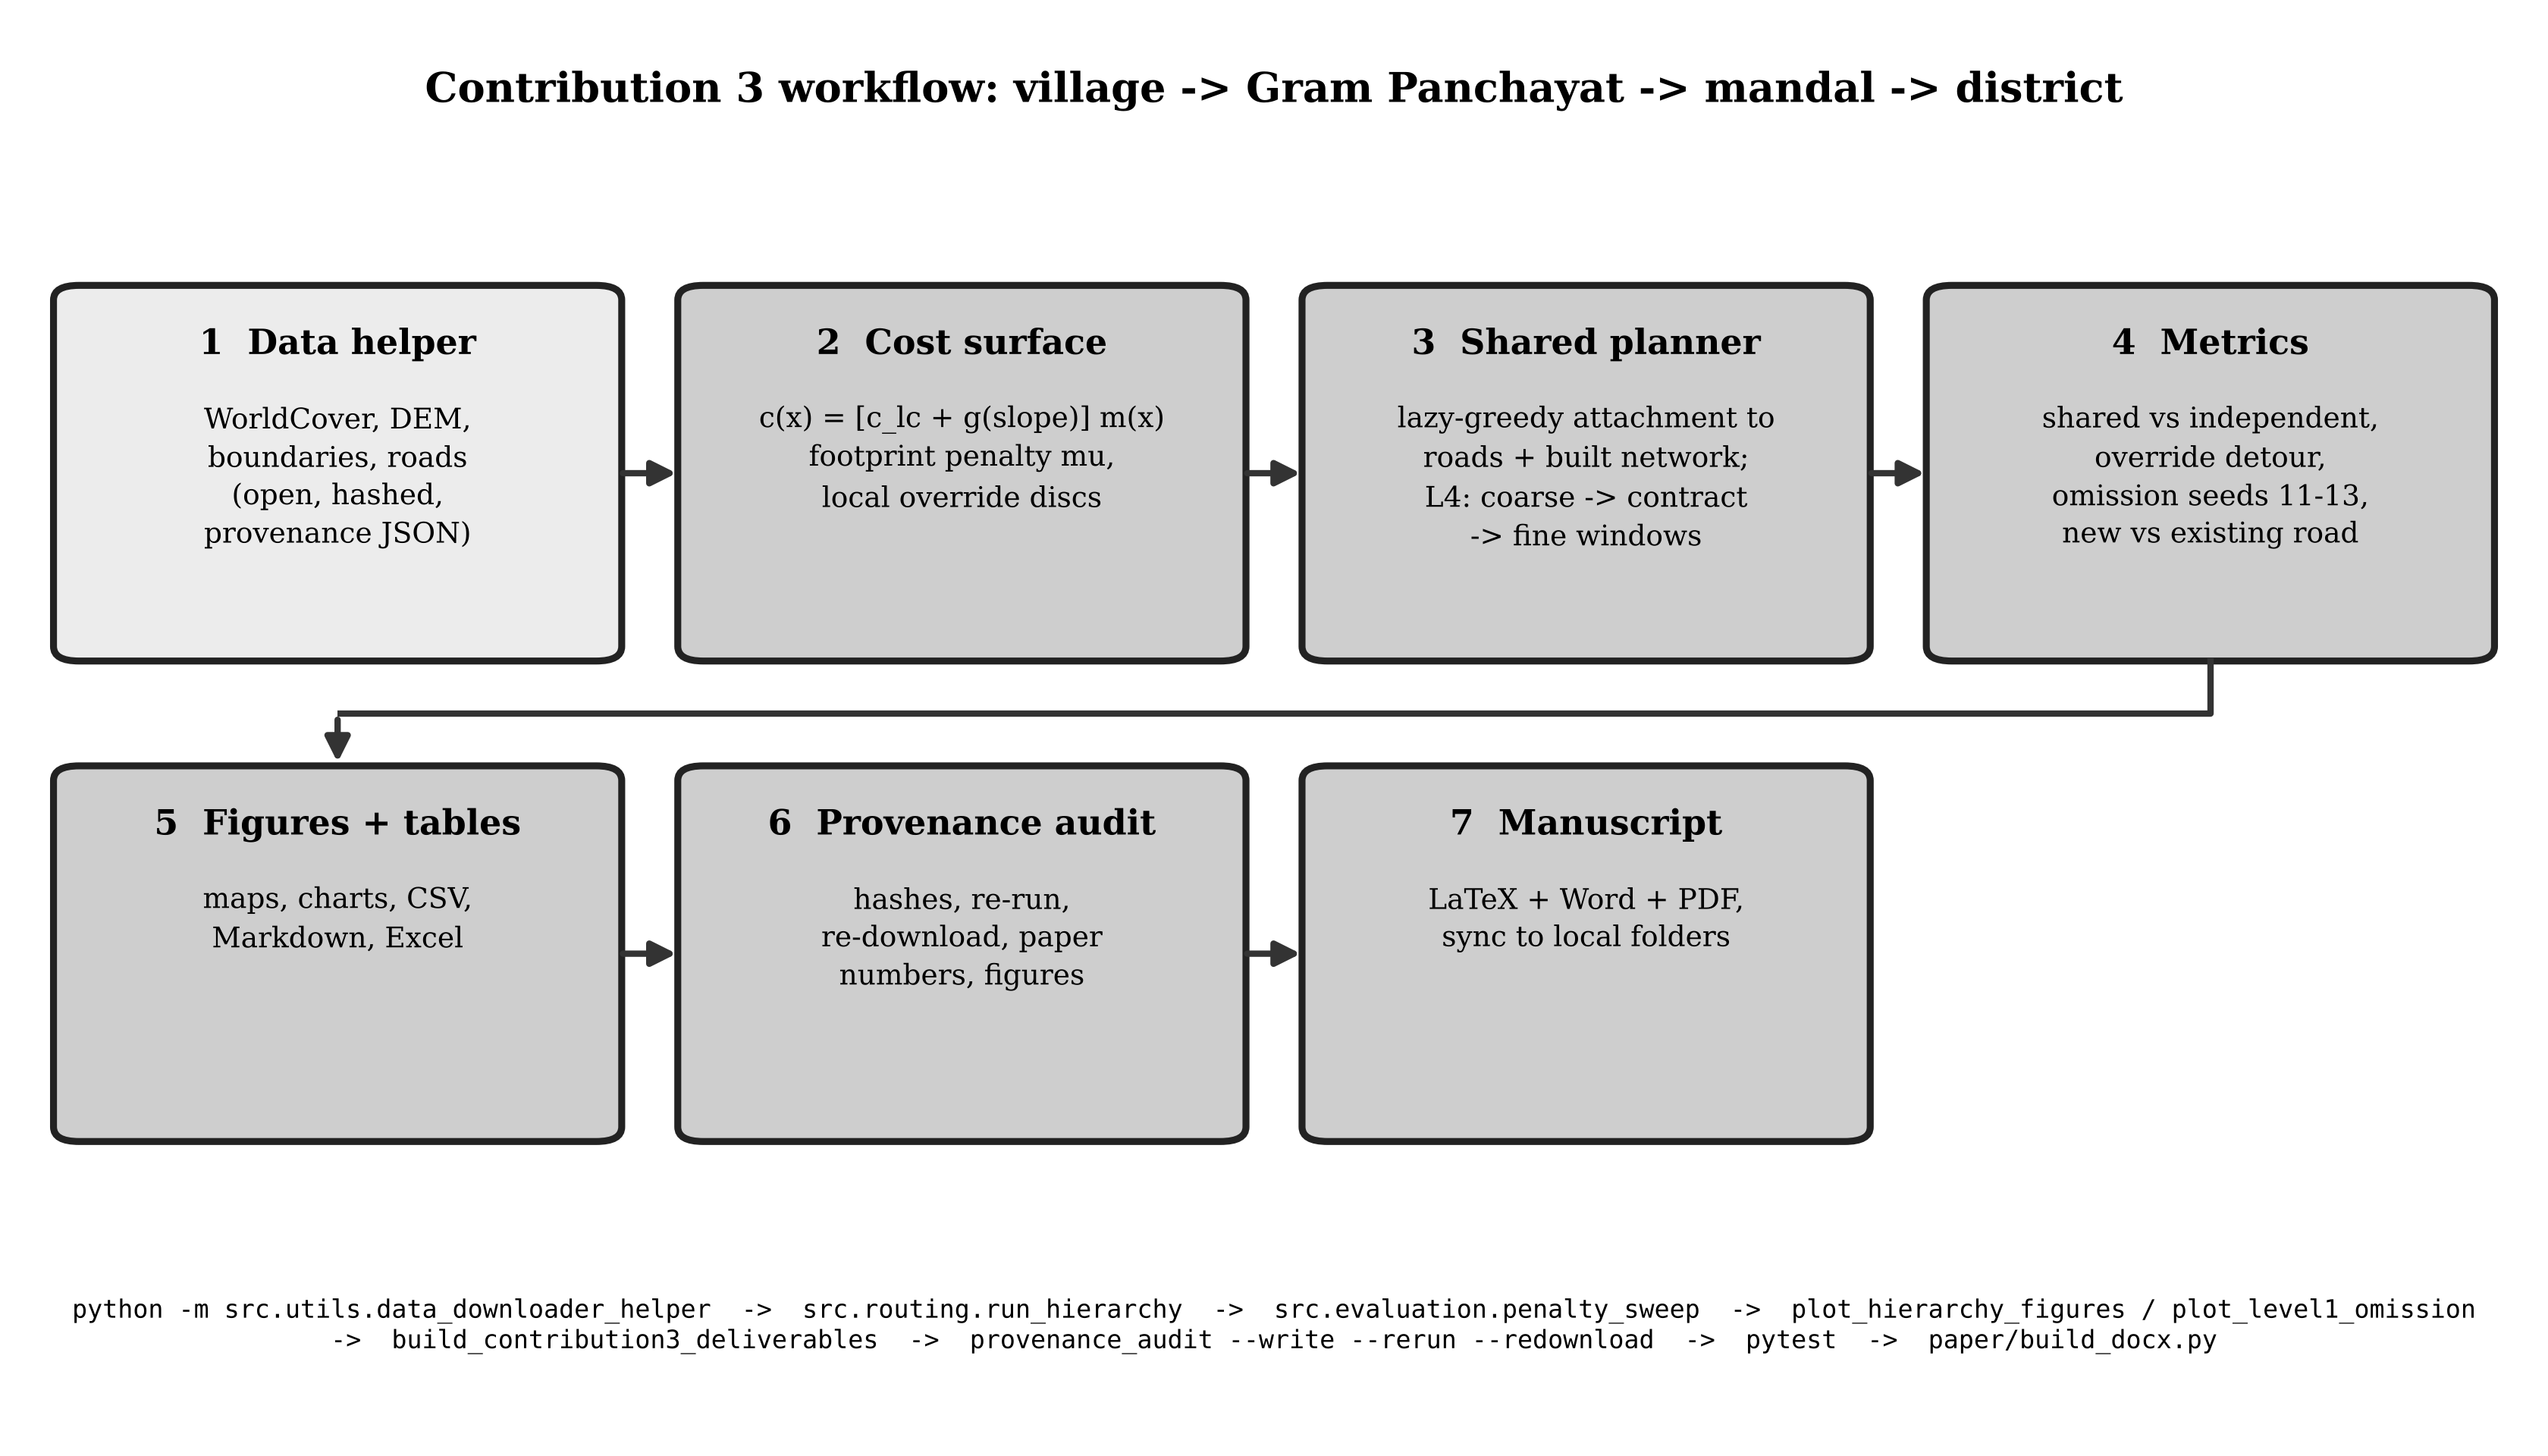 Contribution 3 workflow: village -> Gram Panchayat -> mandal -> district
1 Data helper
WorldCover, DEM,
boundaries, roads
(open, hashed,
provenance JSON)
2 Cost surface
c(x) = [c_lc + g(slope)] m(x)
footprint penalty mu,
local override discs
3 Shared planner
lazy-greedy attachment to
roads + built network;
L4: coarse -> contract
-> fine windows
4 Metrics
shared vs independent,
override detour,
omission seeds 11-13,
new vs existing road
5 Figures + tables
maps, charts, CSV,
Markdown, Excel
6 Provenance audit
hashes, re-run,
re-download, paper
numbers, figures
7 Manuscript
LaTeX + Word + PDF,
sync to local folders
python -m src.utils.data_downloader_helper -> src.routing.run_hierarchy -> src.evaluation.penalty_sweep -> plot_hierarchy_figures / plot_level1_omission
-> build_contribution3_deliverables -> provenance_audit --write --rerun --redownload -> pytest -> paper/build_docx.py